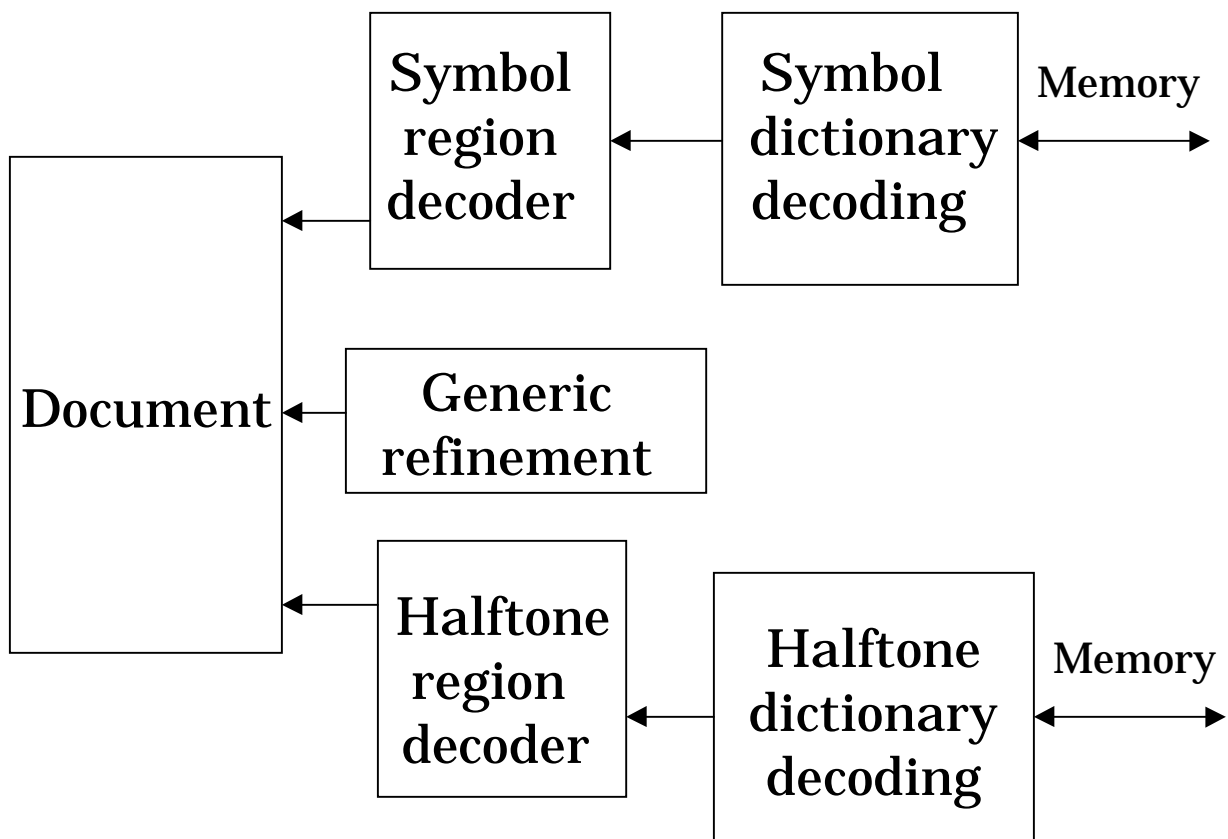 Symbol
region
decoder
Symbol
dictionary
decoding
Memory
Document
Generic
refinement
Halftone
region
decoder
Halftone
dictionary
decoding
Memory